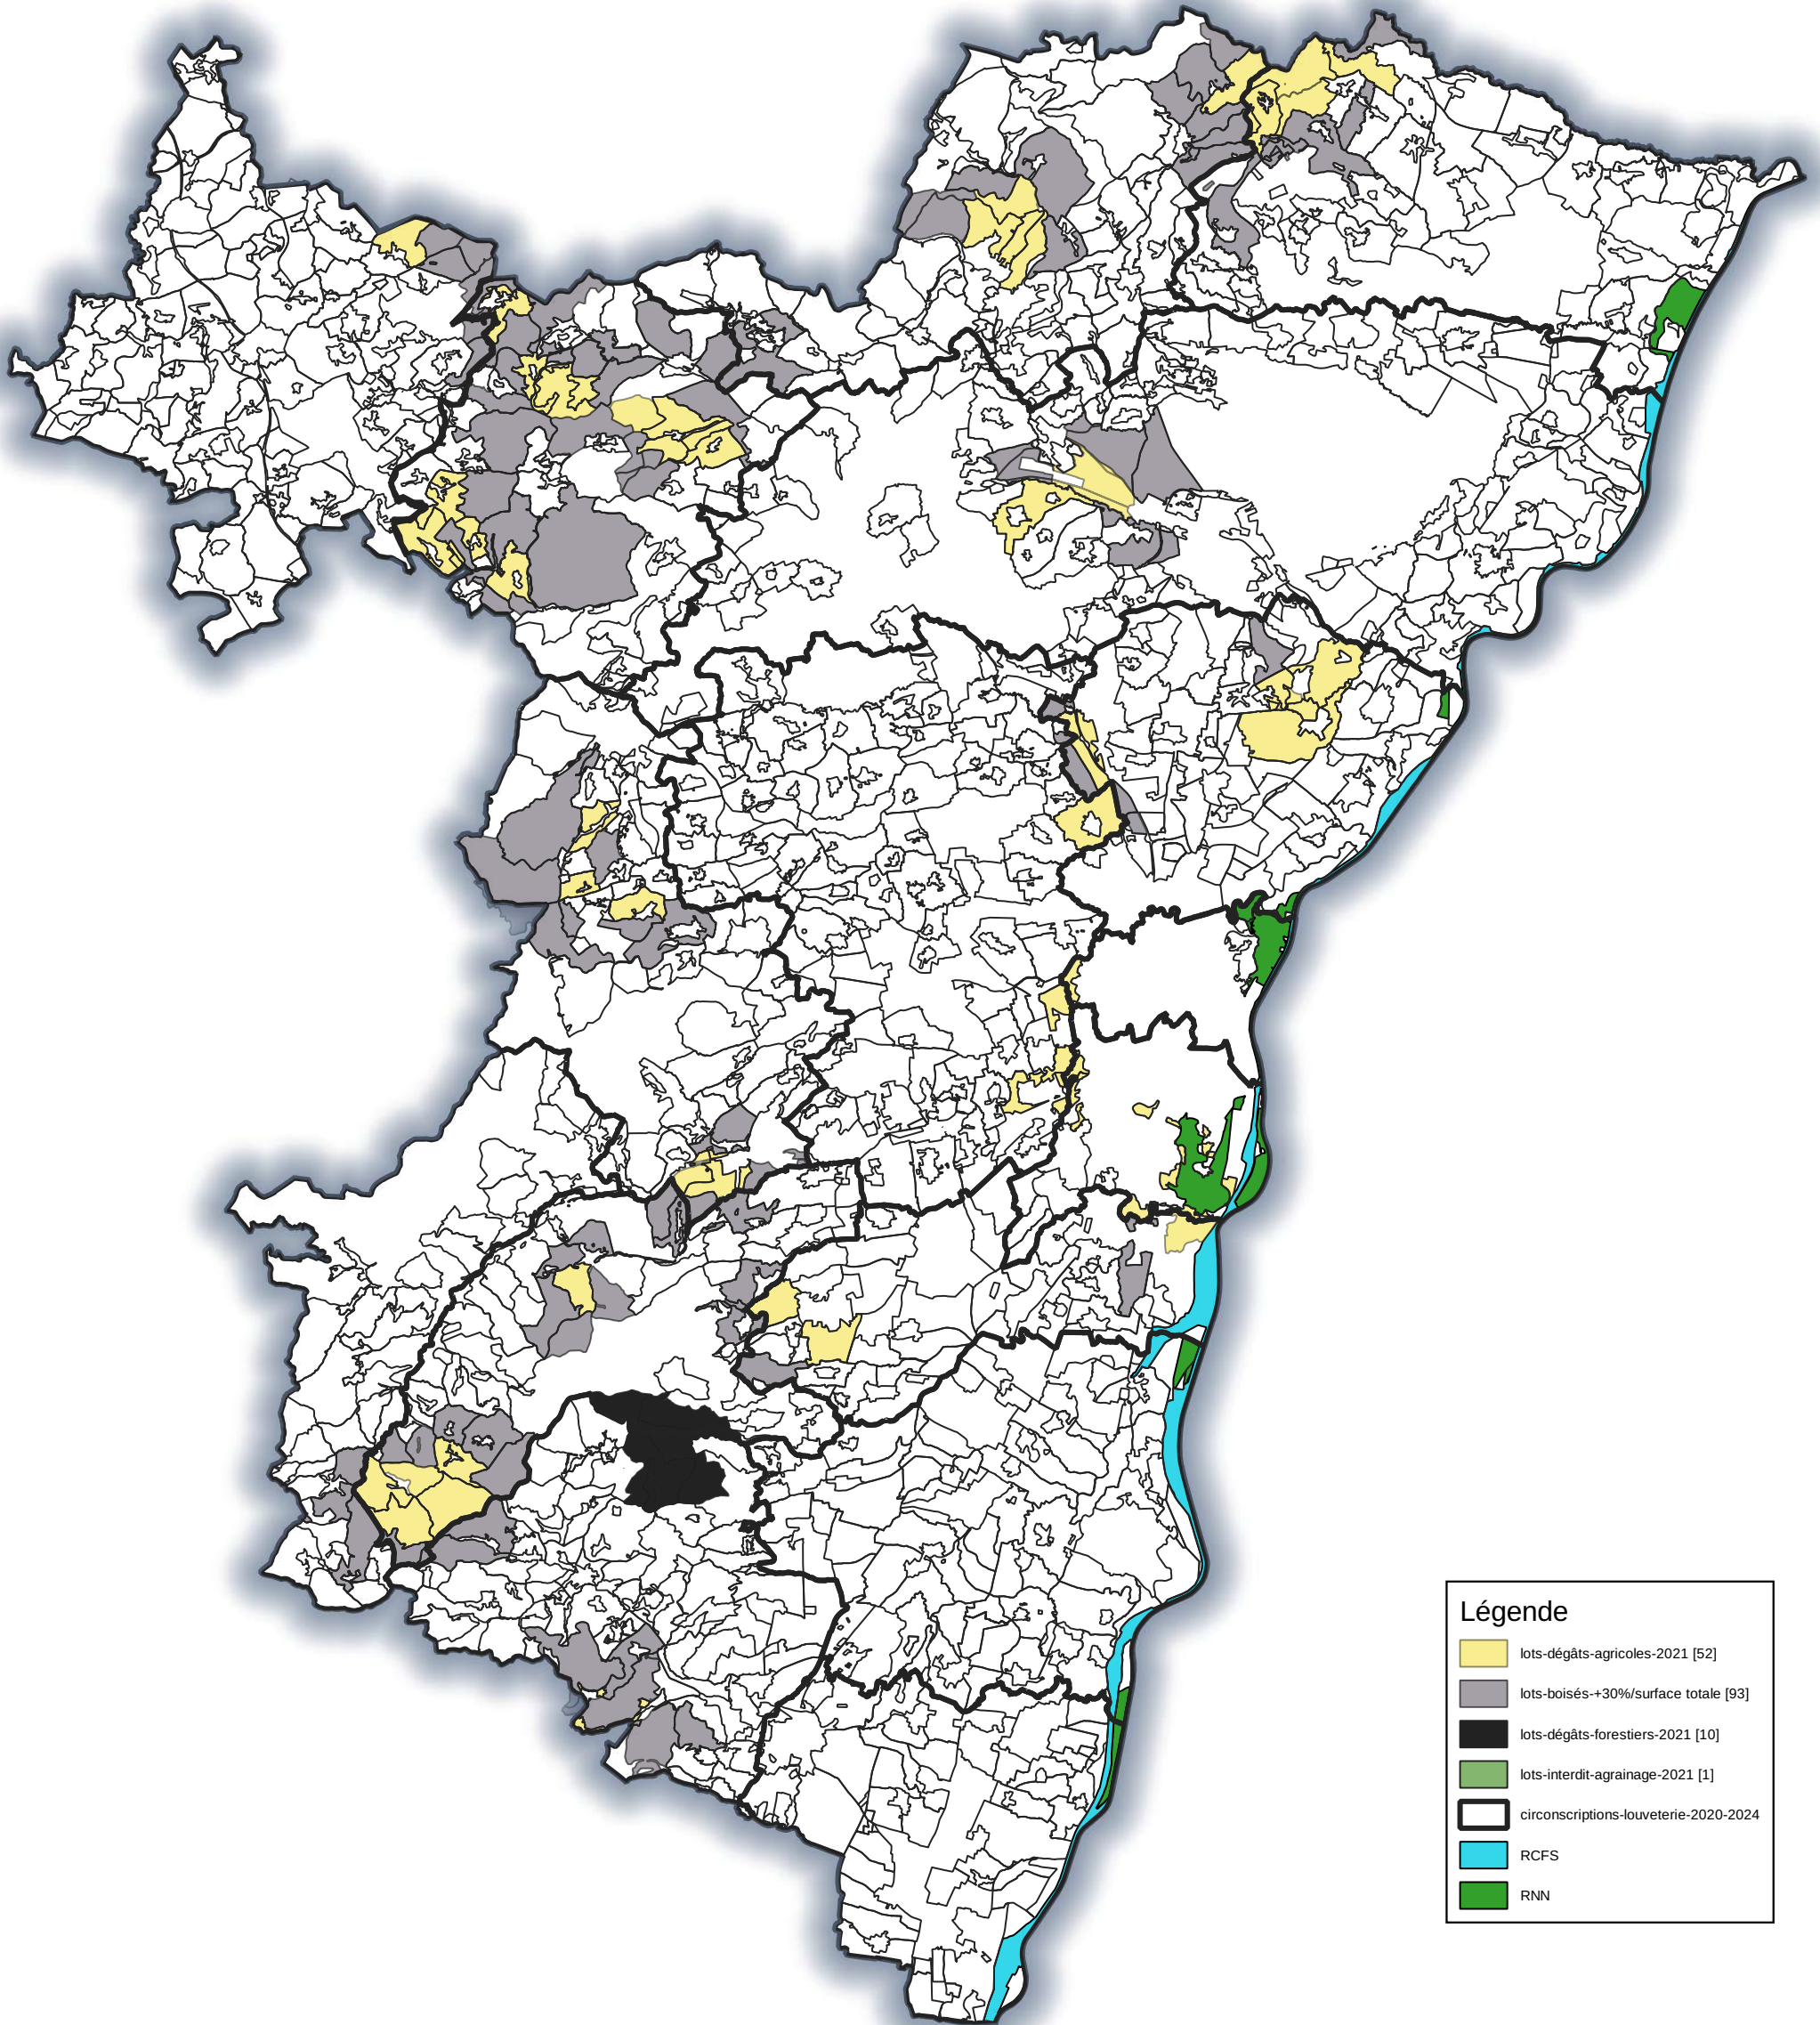 Légende
lots-dégâts-agricoles-2021 [52]
lots-boisés-+30%/surface totale [93]
lots-dégâts-forestiers-2021 [10]
lots-interdit-agrainage-2021 [1]
circonscriptions-louveterie-2020-2024
RCFS
RNN